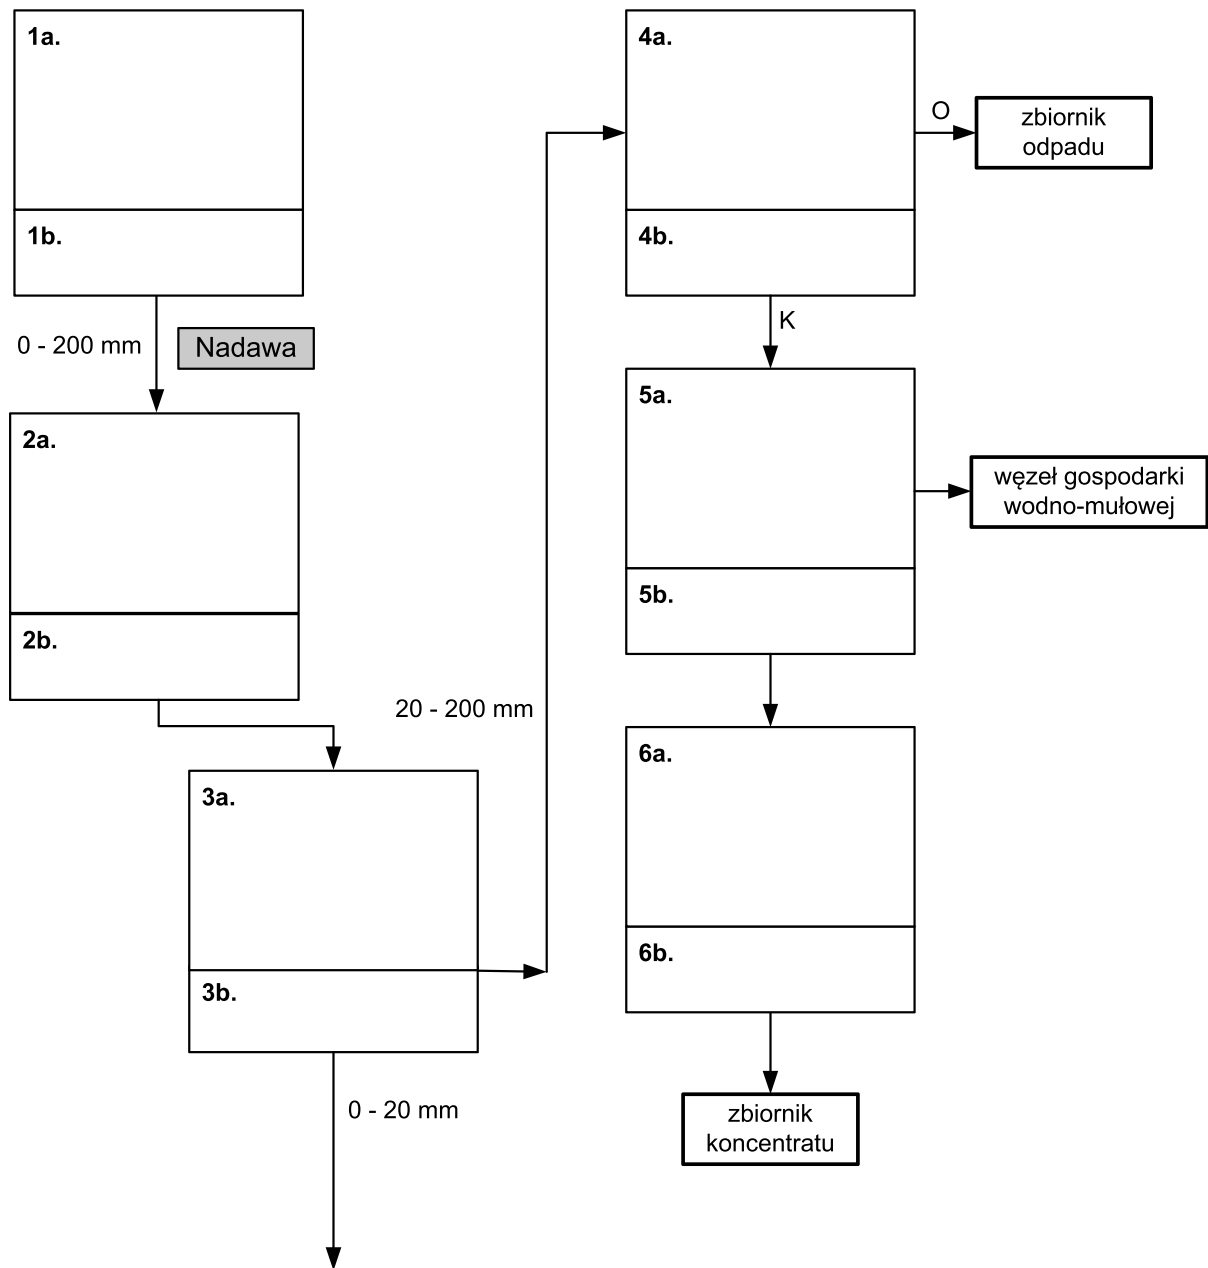 1a.
1b.
0 - 200 mm
Nadawa
2a.
2b.
20 - 200 mm
3a.
3b.
0 - 20 mm
4a.
O
zbiornik
odpadu
4b.
K
5a.
węzeł gospodarki
wodno-mułowej
5b.
6a.
6b.
zbiornik
koncentratu